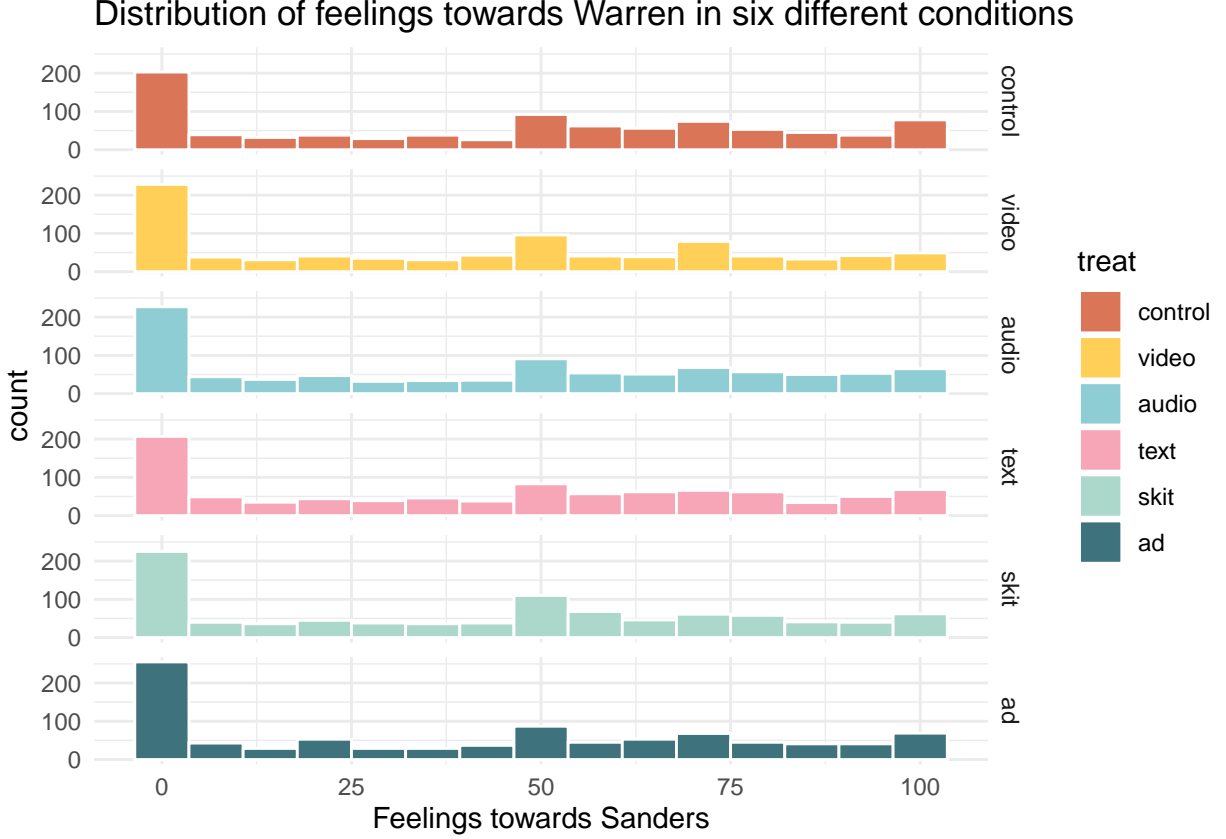 Distribution of feelings towards Warren in six different conditions
count
200
100
0
control
200
100
0
video
200
100
0
audio
200
100
0
text
200
100
0
skit
200
100
0
ad
0 25 50 75 100
Feelings towards Sanders
treat
control
video
audio
text
skit
ad